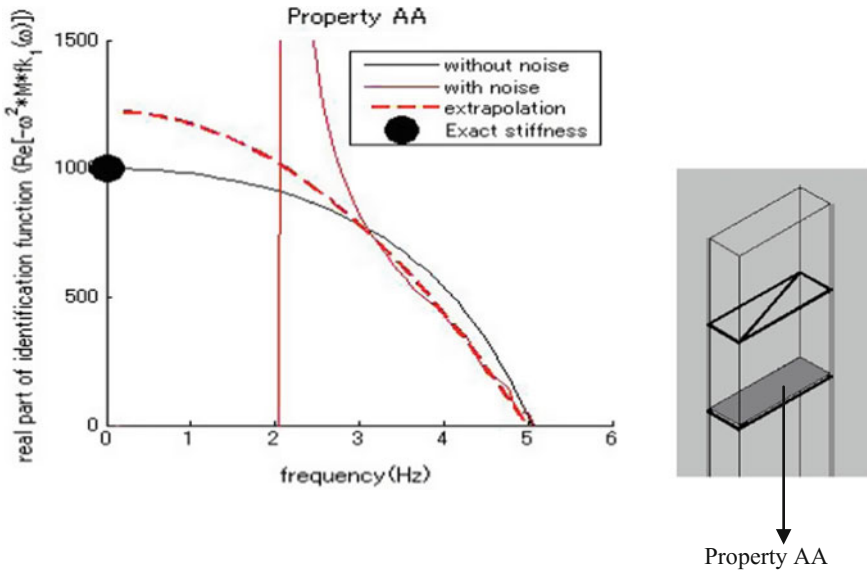 Property AA
real part of identification function (Re[-ω²*M*fk₁(ω)])
1500
1000
500
0
without noise
with noise
extrapolation
Exact stiffness
0 1 2 3 4 5 6
frequency(Hz)
Property AA